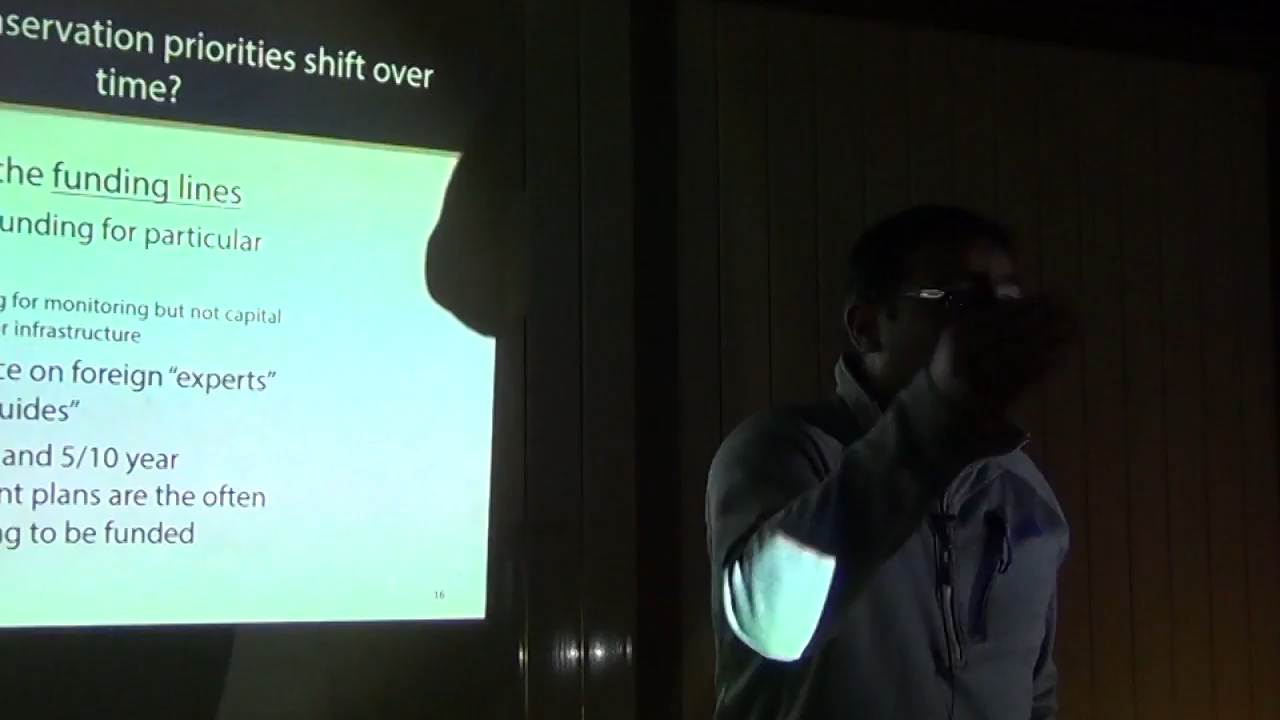 servation priorities shift over
time?
the funding lines
unding for particular
g for monitoring but not capital
r infrastructure
ce on foreign “experts”
uides”
and 5/10 year
nt plans are the often
ng to be funded
16